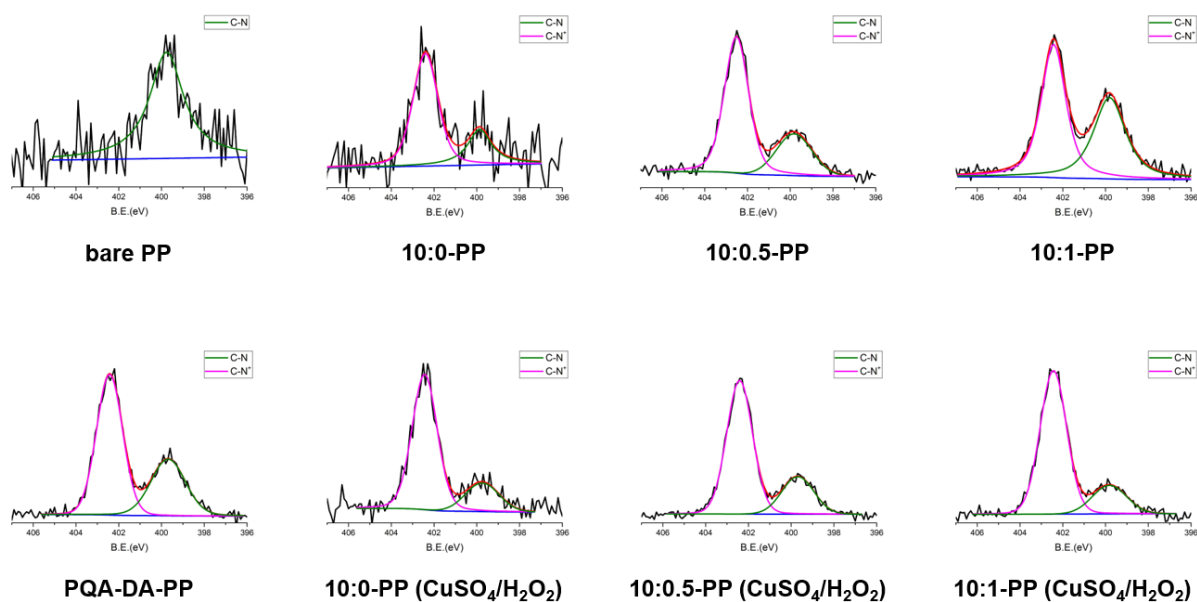 C-N
406 404 402 400 398 396
B.E.(eV)
bare PP
C-N
C-N⁺
406 404 402 400 398 396
B.E.(eV)
10:0-PP
C-N
C-N⁺
406 404 402 400 398 396
B.E.(eV)
10:0.5-PP
C-N
C-N⁺
406 404 402 400 398 396
B.E.(eV)
10:1-PP
C-N
C-N⁺
406 404 402 400 398 396
B.E.(eV)
PQA-DA-PP
C-N
C-N⁺
406 404 402 400 398 396
B.E.(eV)
10:0-PP (CuSO₄/H₂O₂)
C-N
C-N⁺
406 404 402 400 398 396
B.E.(eV)
10:0.5-PP (CuSO₄/H₂O₂)
C-N
C-N⁺
406 404 402 400 398 396
B.E.(eV)
10:1-PP (CuSO₄/H₂O₂)